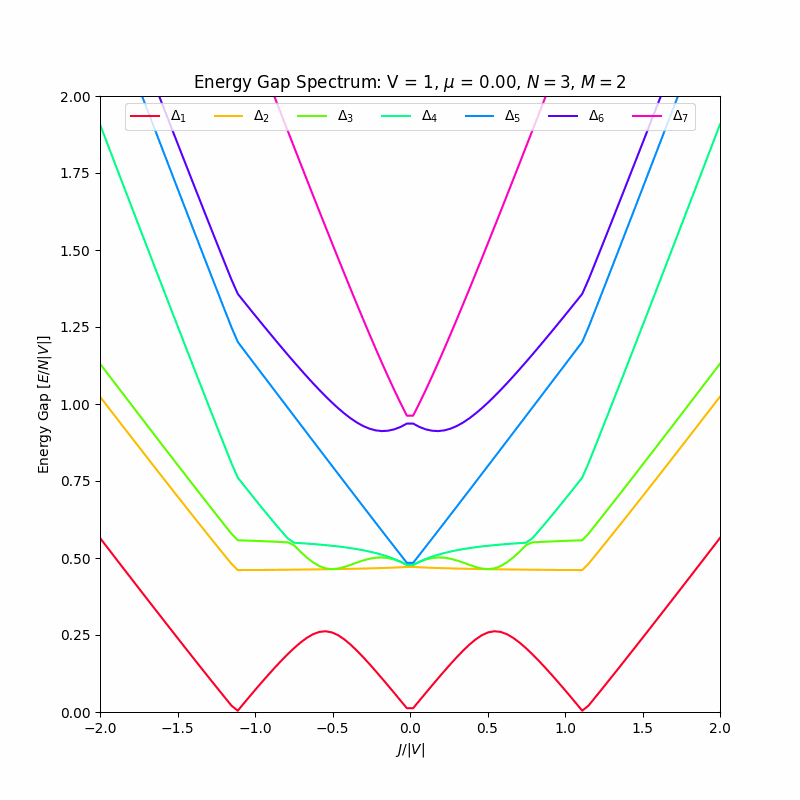 Energy Gap Spectrum: V = 1, μ = 0.00, N = 3, M = 2
Δ₁ Δ₂ Δ₃ Δ₄ Δ₅ Δ₆ Δ₇
Energy Gap [E/N|V|]
2.00
1.75
1.50
1.25
1.00
0.75
0.50
0.25
0.00
−2.0 −1.5 −1.0 −0.5 0.0 0.5 1.0 1.5 2.0
J/|V|